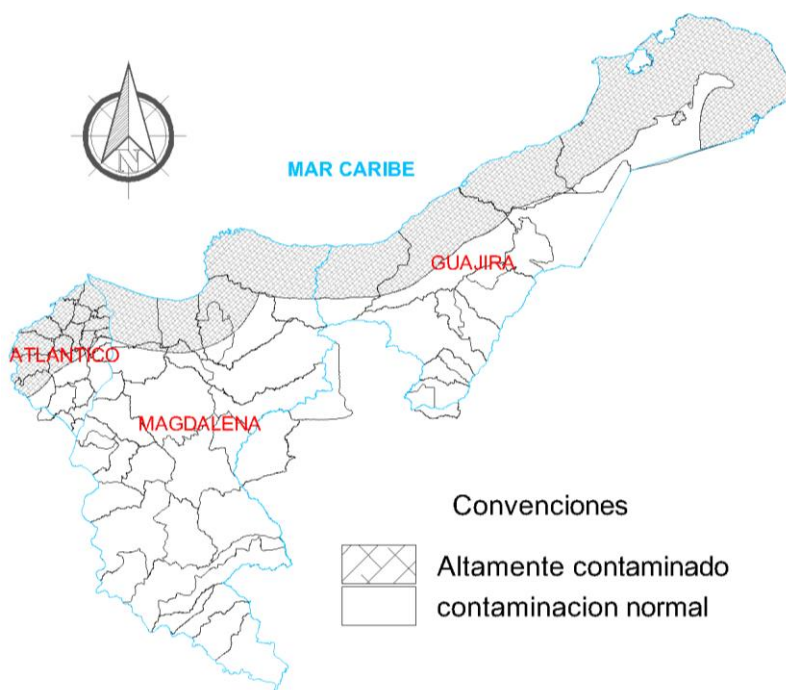 N
MAR CARIBE
GUAJIRA
ATLANTICO
MAGDALENA
Convenciones
Altamente contaminado
contaminacion normal